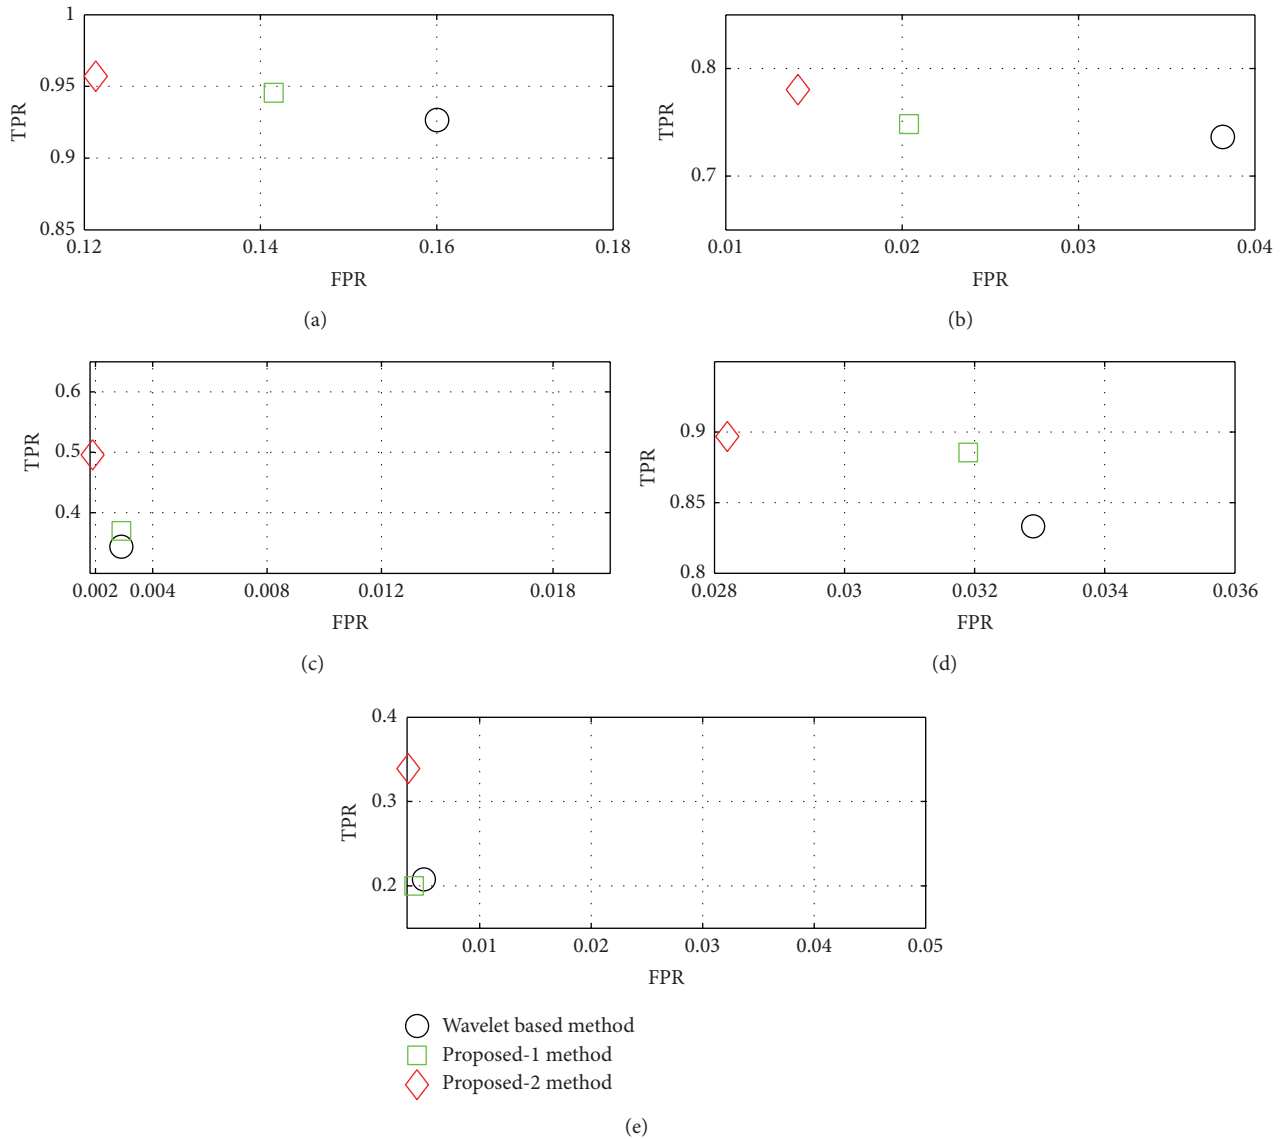 1
0.95
0.9
0.85
TPR
0.12 0.14 0.16 0.18
FPR
(a)
0.8
0.7
TPR
0.01 0.02 0.03 0.04
FPR
(b)
0.6
0.5
0.4
TPR
0.002 0.004 0.008 0.012 0.018
FPR
(c)
0.9
0.85
0.8
TPR
0.028 0.03 0.032 0.034 0.036
FPR
(d)
0.4
0.3
0.2
TPR
0.01 0.02 0.03 0.04 0.05
FPR
Wavelet based method
Proposed-1 method
Proposed-2 method
(e)